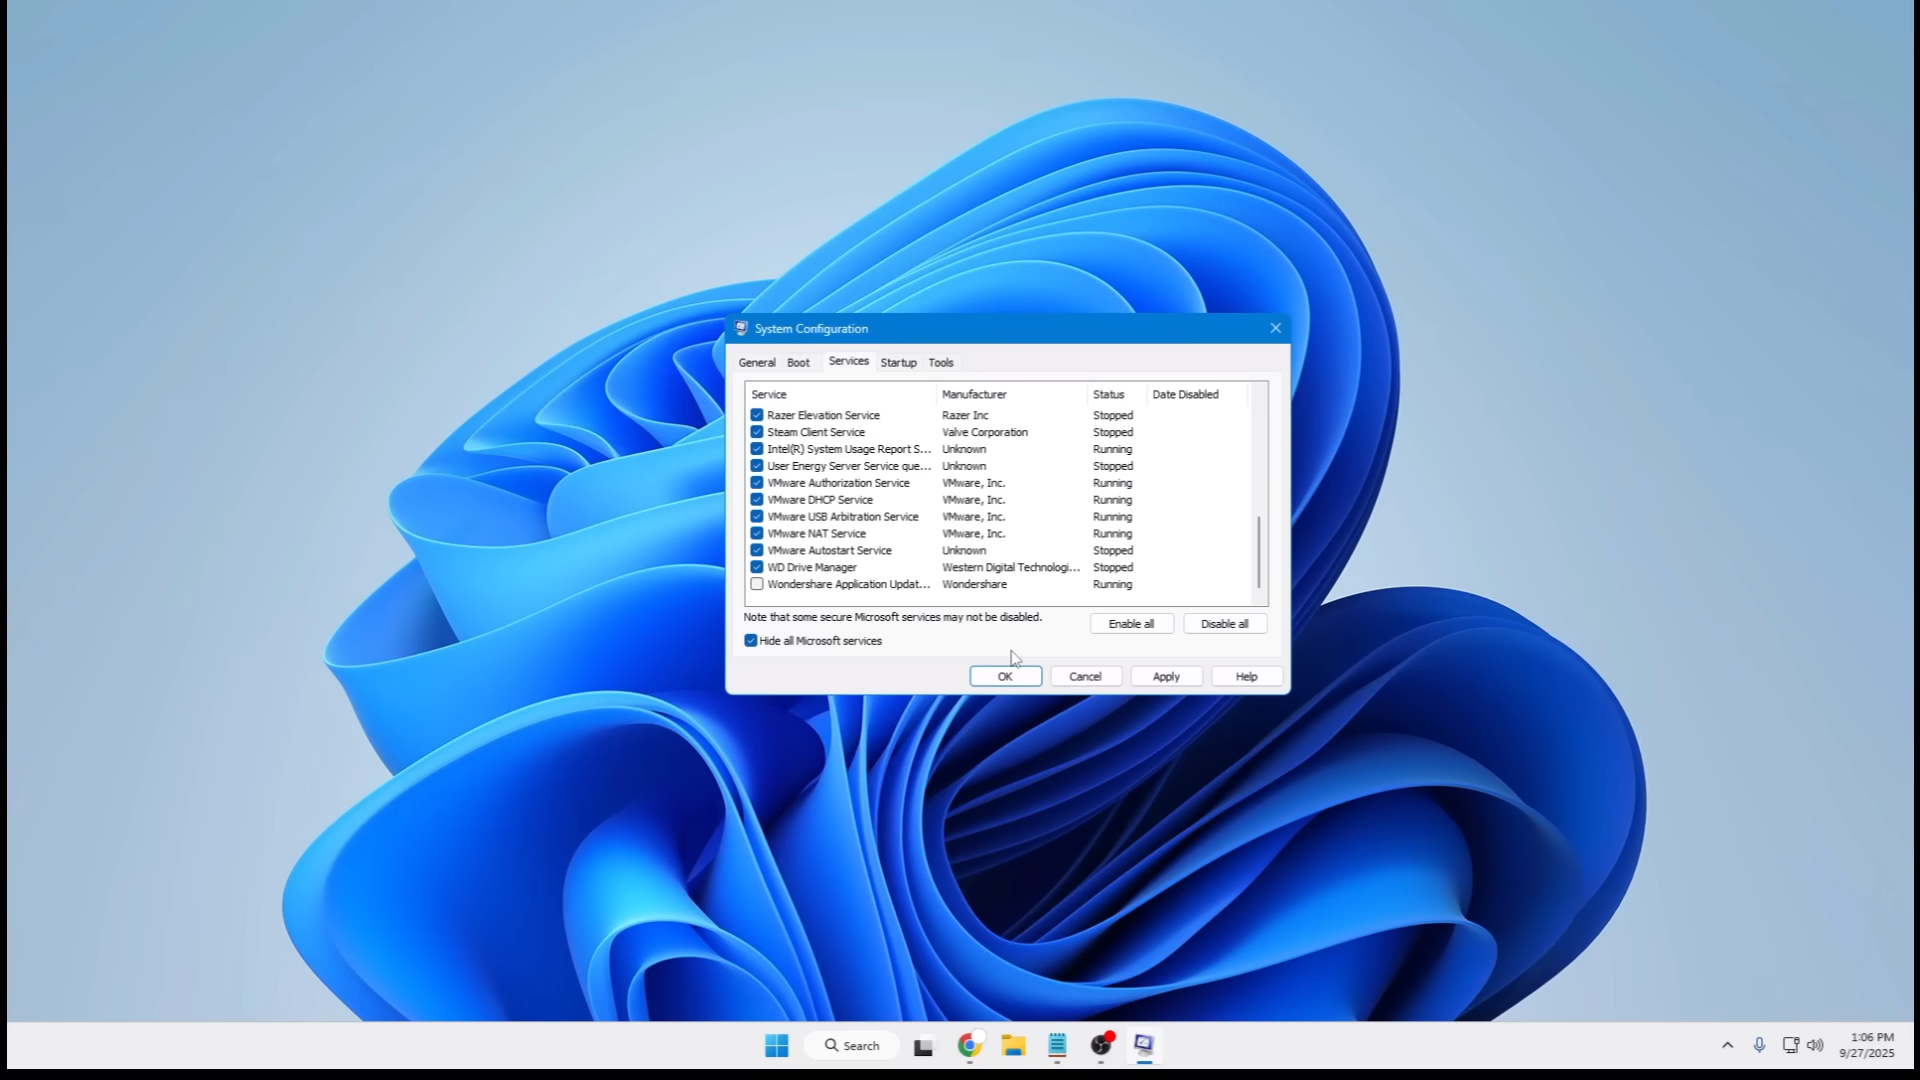 System Configuration
General Boot Services Startup Tools
Service Manufacturer Status Date Disabled
Razer Elevation Service Razer Inc Stopped
Steam Client Service Valve Corporation Stopped
Intel(R) System Usage Report S... Unknown Running
User Energy Server Service que... Unknown Stopped
VMware Authorization Service VMware, Inc. Running
VMware DHCP Service VMware, Inc. Running
VMware USB Arbitration Service VMware, Inc. Running
VMware NAT Service VMware, Inc. Running
VMware Autostart Service Unknown Stopped
WD Drive Manager Western Digital Technologi... Stopped
Wondershare Application Updat... Wondershare Running
Note that some secure Microsoft services may not be disabled.
Enable all Disable all
Hide all Microsoft services
OK Cancel Apply Help
Search
1:06 PM
9/27/2025